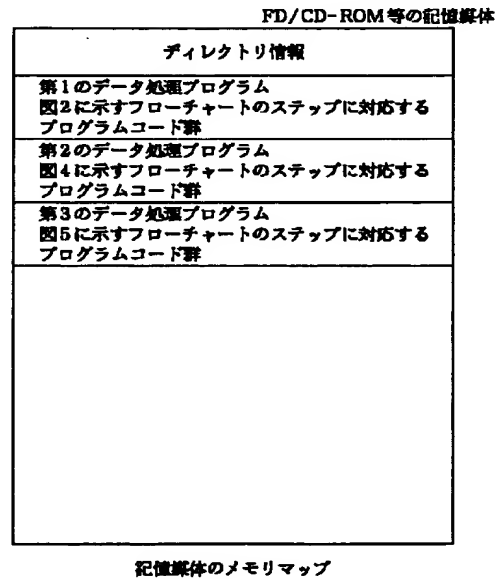 FD/CD-ROM等の記憶媒体
ディレクトリ情報
第1のデータ処理プログラム
図2に示すフローチャートのステップに対応する
プログラムコード群
第2のデータ処理プログラム
図4に示すフローチャートのステップに対応する
プログラムコード群
第3のデータ処理プログラム
図5に示すフローチャートのステップに対応する
プログラムコード群
記憶媒体のメモリマップ